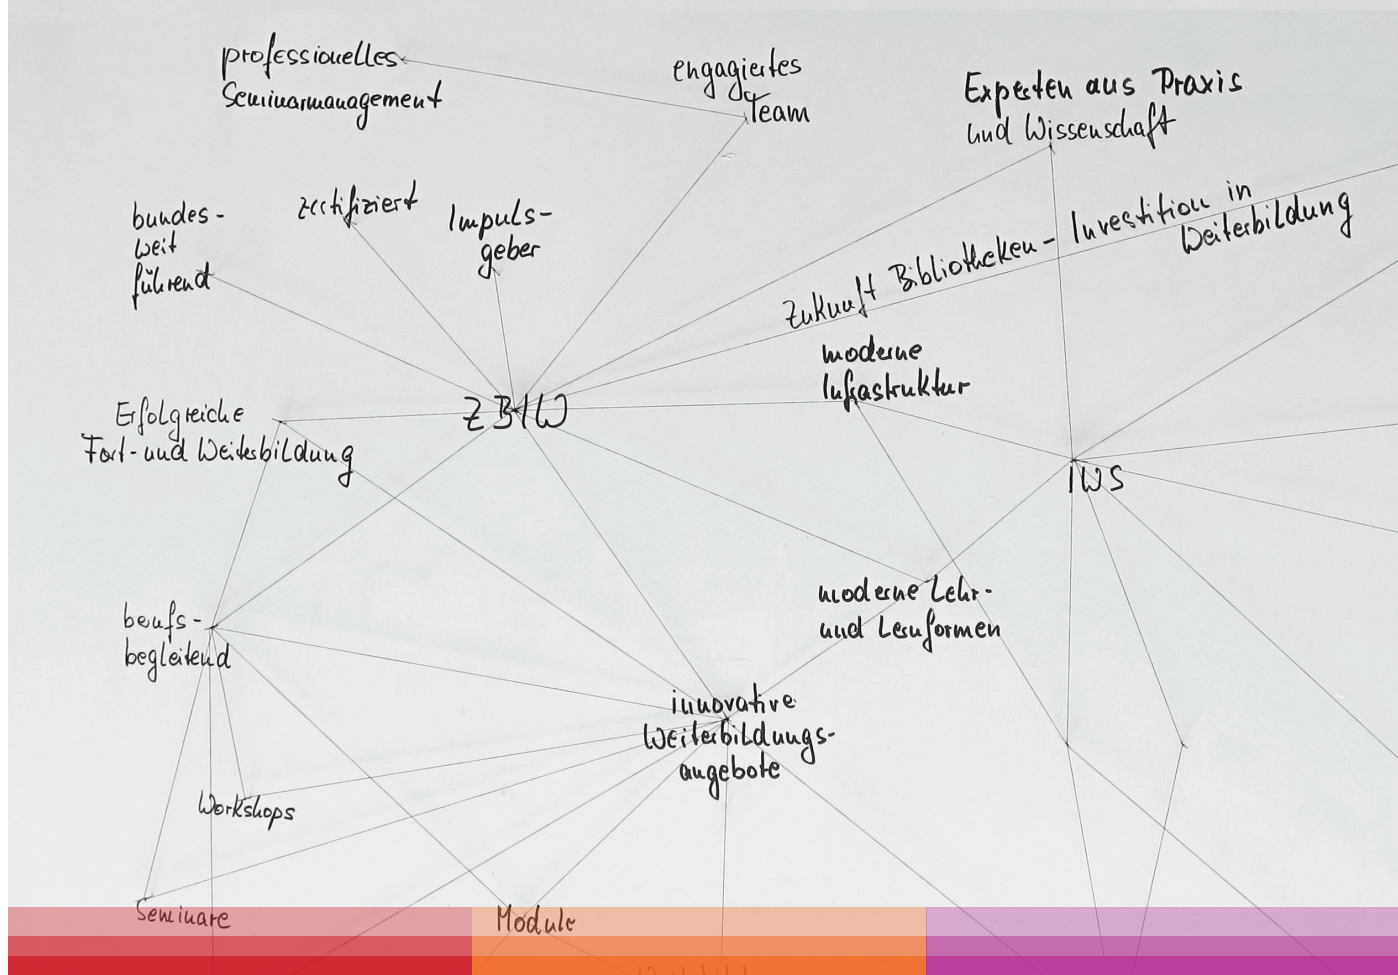 professionelles
Seminarmanagement
engagiertes
Team
Experten aus Praxis
und Wissenschaft
bundes-
weit
führend
zertifiziert
Impuls-
geber
Zukunft Bibliotheken - Investition in
Weiterbildung
moderne
Infrastruktur
Erfolgreiche
Fort- und Weiterbildung
ZBIW
IWS
moderne Lehr-
und Lernformen
berufs-
begleitend
innovative
Weiterbildungs-
angebote
Workshops
Seminare
Module